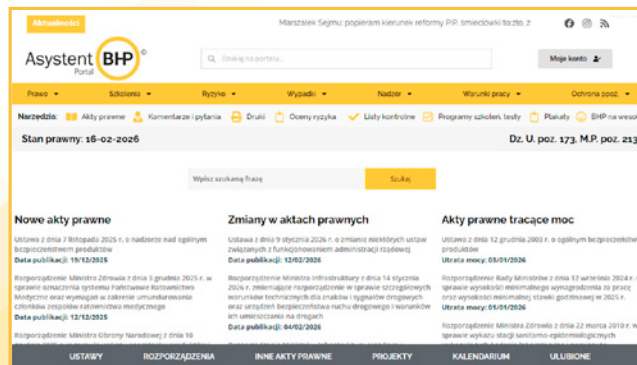 Aktualności
Marszałek Sejmu: popieram kierunek reformy PIP, śmieciówki to zło, z
Asystent BHP ©
Portal
Szukaj na portalu...
Moje konto
Prawo
Szkolenia
Ryzyko
Wypadki
Nadzór
Warunki pracy
Ochrona ppoż.
Narzędzia: Akty prawne Komentarze i pytania Druki Oceny ryzyka Listy kontrolne Programy szkoleń, testy Plakaty BHP na wesoło
Stan prawny: 16-02-2026
Dz. U. poz. 173, M.P. poz. 213
Wpisz szukaną frazę
Szukaj
Nowe akty prawne
Ustawa z dnia 7 listopada 2025 r. o nadzorze nad ogólnym
bezpieczeństwem produktów
Data publikacji: 19/12/2025
Rozporządzenie Ministra Zdrowia z dnia 3 grudnia 2025 r. w
sprawie oznaczenia systemu Państwowe Ratownictwo
Medyczne oraz wymagań w zakresie umundurowania
członków zespołów ratownictwa medycznego
Data publikacji: 12/12/2025
Rozporządzenie Ministra Obrony Narodowej z dnia 10
Zmiany w aktach prawnych
Ustawa z dnia 9 stycznia 2026 r. o zmianie niektórych ustaw
związanych z funkcjonowaniem administracji rządowej
Data publikacji: 12/02/2026
Rozporządzenie Ministra Infrastruktury z dnia 14 stycznia
2026 r. zmieniające rozporządzenie w sprawie szczegółowych
warunków technicznych dla znaków i sygnałów drogowych
oraz urządzeń bezpieczeństwa ruchu drogowego i warunków
ich umieszczania na drogach
Data publikacji: 04/02/2026
Akty prawne tracące moc
Ustawa z dnia 12 grudnia 2003 r. o ogólnym bezpieczeństwie
produktów
Utrata mocy: 03/01/2026
Rozporządzenie Rady Ministrów z dnia 12 września 2024 r. w
sprawie wysokości minimalnego wynagrodzenia za pracę
oraz wysokości minimalnej stawki godzinowej w 2025 r.
Utrata mocy: 01/01/2026
Rozporządzenie Ministra Zdrowia z dnia 22 marca 2010 r. w
sprawie wykazu stacji sanitarno-epidemiologicznych
USTAWY
ROZPORZĄDZENIA
INNE AKTY PRAWNE
PROJEKTY
KALENDARIUM
ULUBIONE